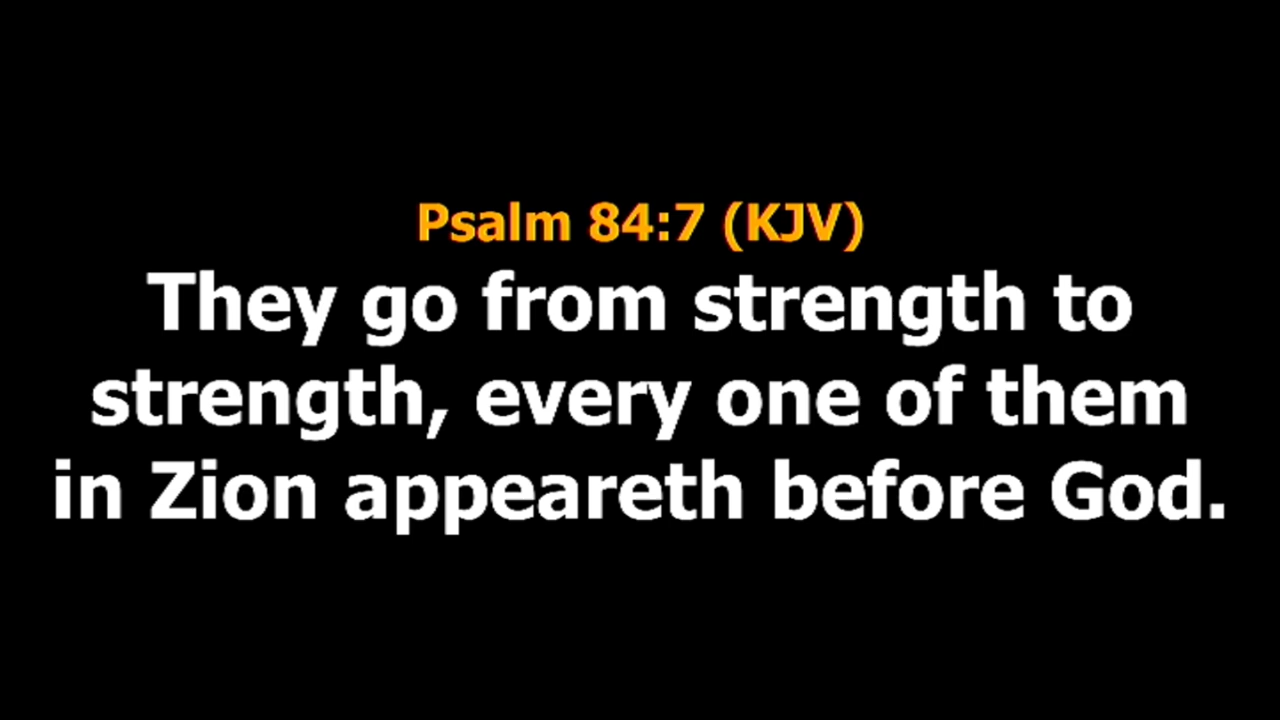 Psalm 84:7 (KJV)
They go from strength to
strength, every one of them
in Zion appeareth before God.